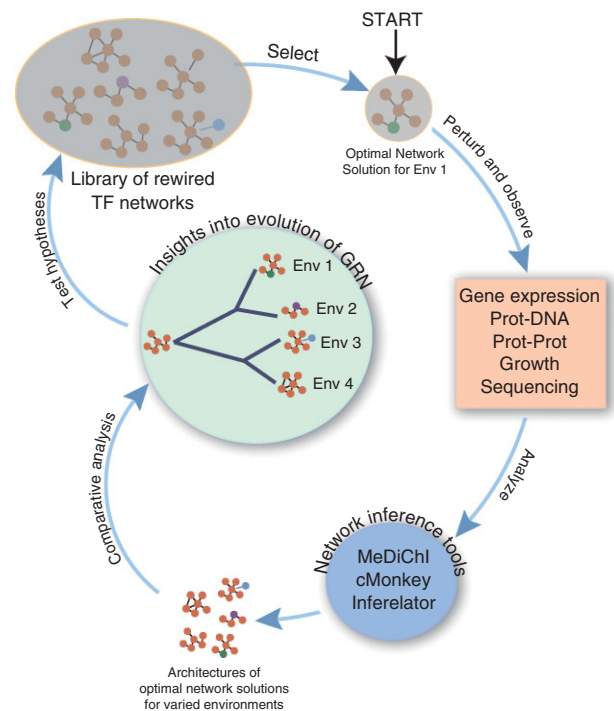 START
Select
Optimal Network
Solution for Env 1
Library of rewired
TF networks
Perturb and observe
Test hypotheses
Insights into evolution of GRN
Env 1
Env 2
Env 3
Env 4
Gene expression
Prot-DNA
Prot-Prot
Growth
Sequencing
Analyze
Comparative analysis
Network inference tools
MeDiChI
cMonkey
Inferelator
Architectures of
optimal network solutions
for varied environments